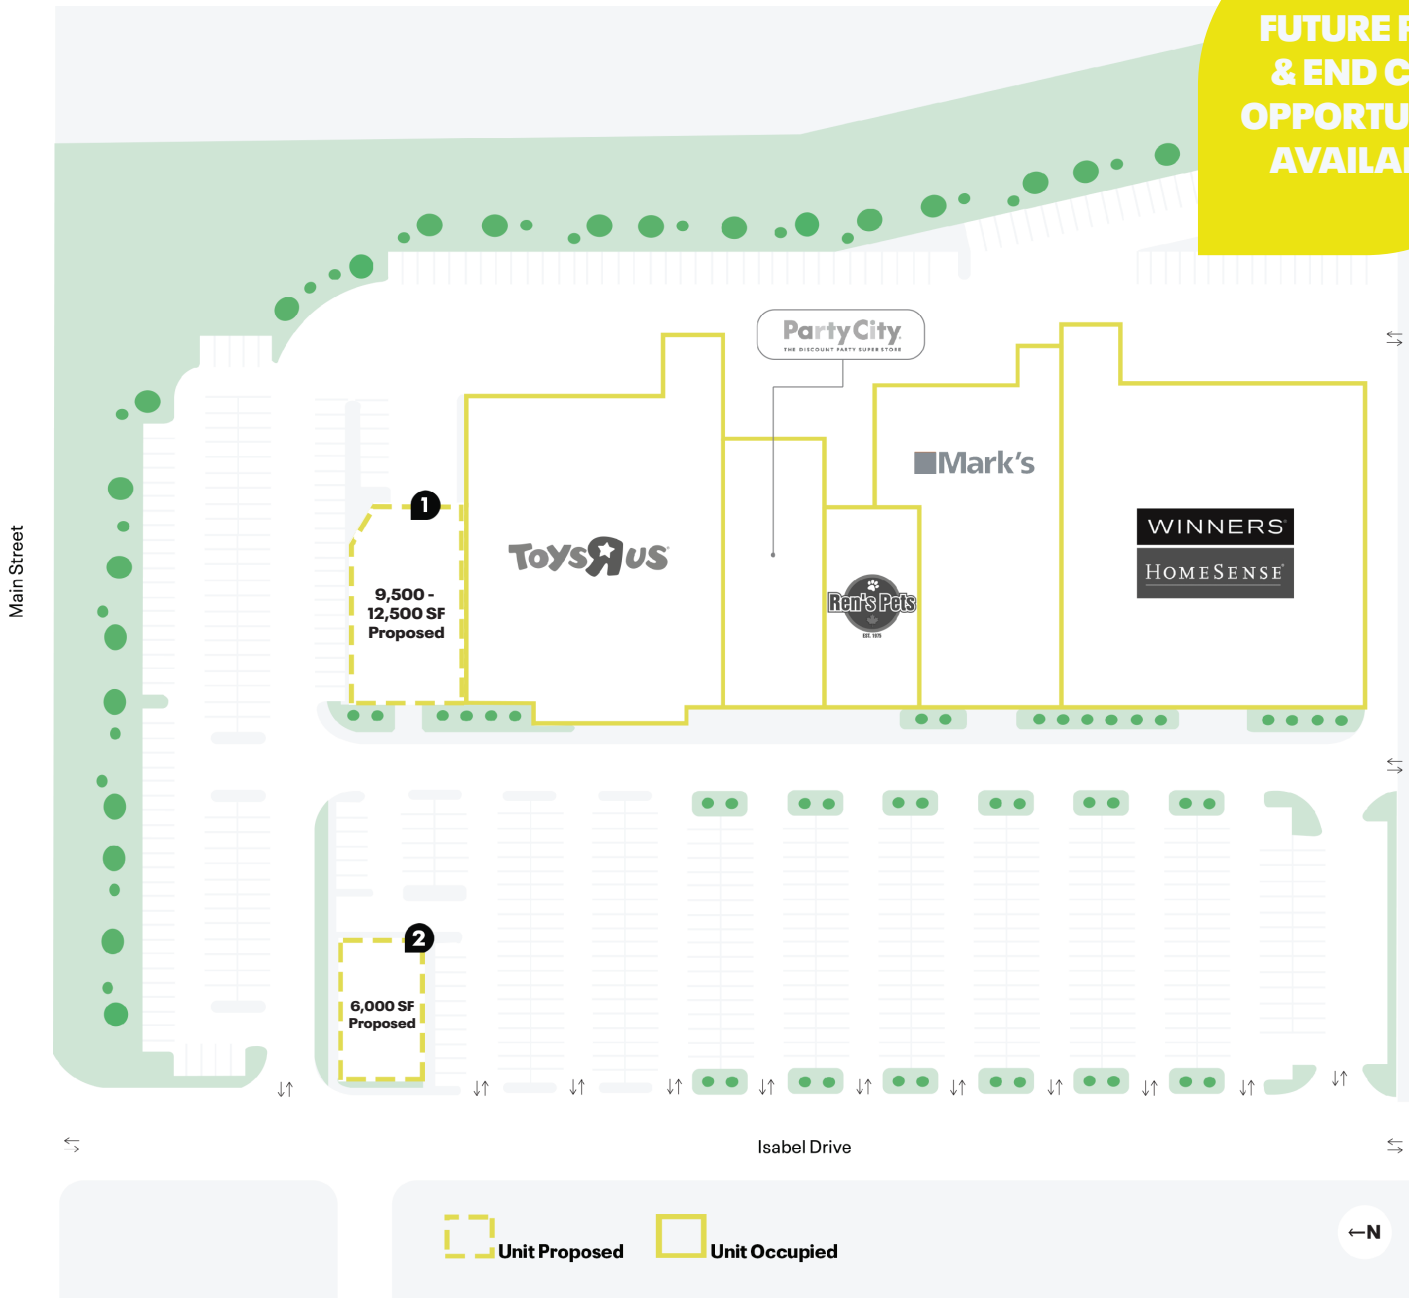 FUTURE
& END
OPPORTU
AVAILA
Party City
THE DISCOUNT PARTY SUPER STORE
Mark's
1
WINNERS
HOMESENSE
Main Street
TOYS R US
9,500 -
12,500 SF
Proposed
Ren's Pets
EST. 1975
2
6,000 SF
Proposed
Isabel Drive
←N
Unit Proposed
Unit Occupied